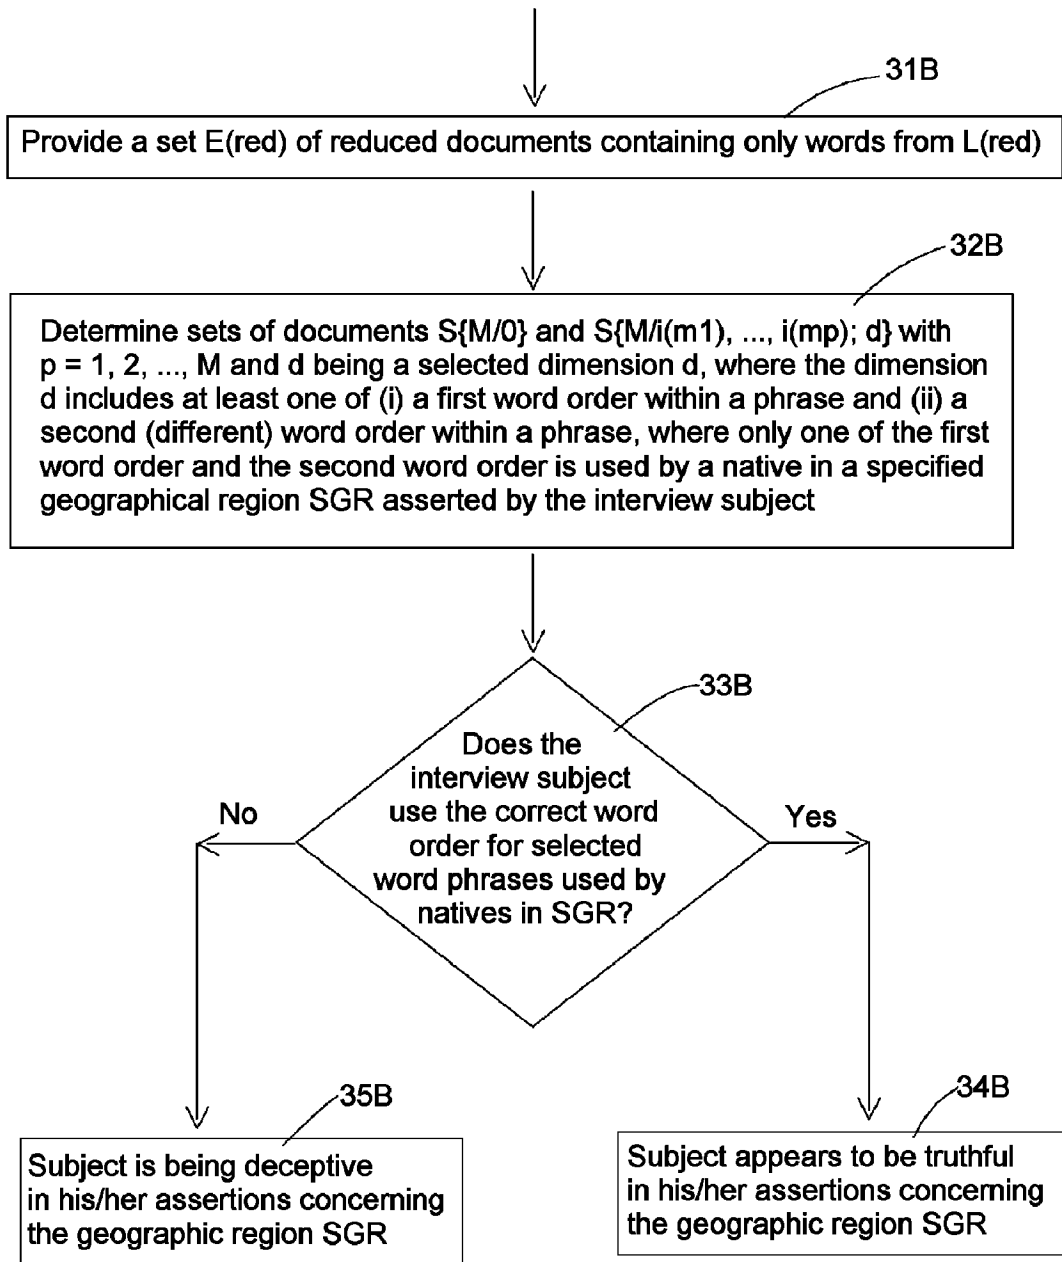 31B
Provide a set E(red) of reduced documents containing only words from L(red)
32B
Determine sets of documents S{M/0} and S{M/i(m1), ..., i(mp); d} with
p = 1, 2, ..., M and d being a selected dimension d, where the dimension
d includes at least one of (i) a first word order within a phrase and (ii) a
second (different) word order within a phrase, where only one of the first
word order and the second word order is used by a native in a specified
geographical region SGR asserted by the interview subject
33B
Does the
interview subject
use the correct word
order for selected
word phrases used by
natives in SGR?
No
Yes
35B
Subject is being deceptive
in his/her assertions concerning
the geographic region SGR
34B
Subject appears to be truthful
in his/her assertions concerning
the geographic region SGR